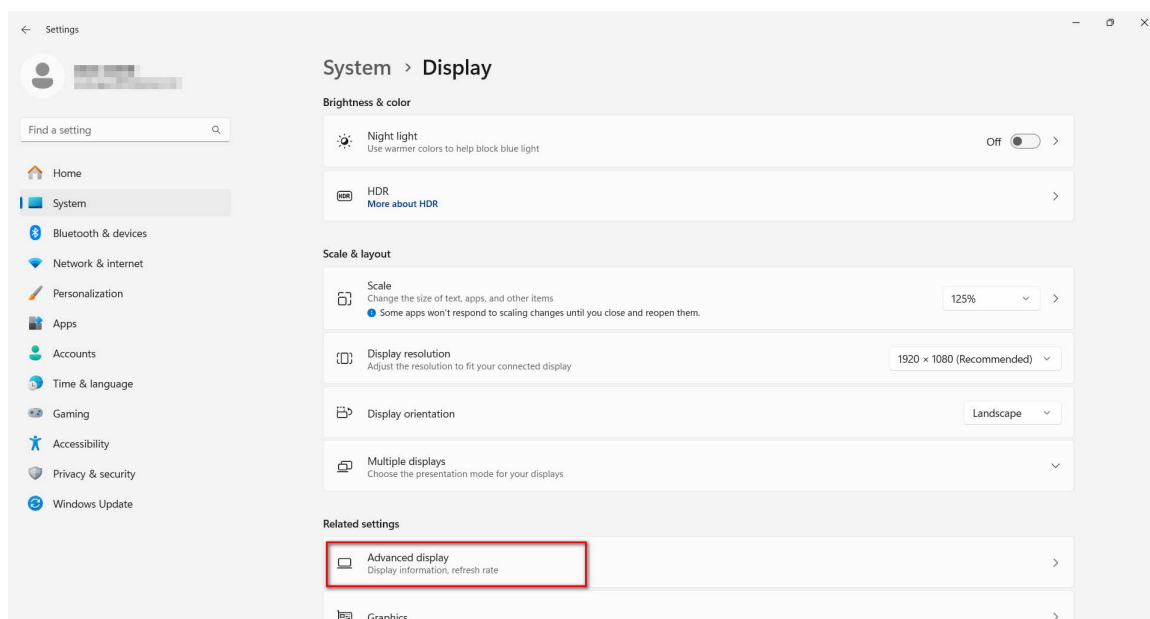 Settings
Find a setting
Home
System
Bluetooth & devices
Network & internet
Personalization
Apps
Accounts
Time & language
Gaming
Accessibility
Privacy & security
Windows Update
System > Display
Brightness & color
Night light
Use warmer colors to help block blue light
Off
HDR
HDR
More about HDR
Scale & layout
Scale
Change the size of text, apps, and other items
Some apps won't respond to scaling changes until you close and reopen them.
125%
Display resolution
Adjust the resolution to fit your connected display
1920 × 1080 (Recommended)
Display orientation
Landscape
Multiple displays
Choose the presentation mode for your displays
Related settings
Advanced display
Display information, refresh rate
Graphics